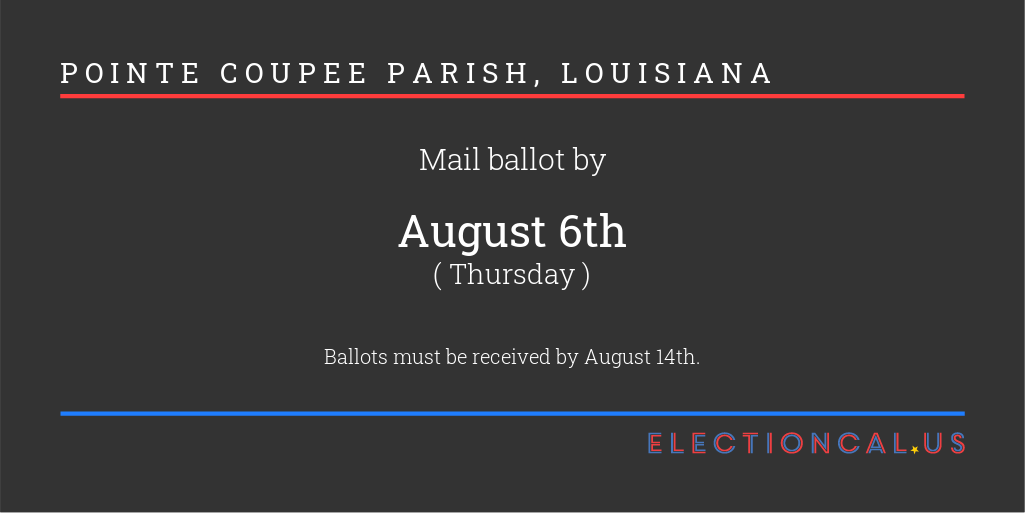 POINTE COUPEE PARISH, LOUISIANA
Mail ballot by
August 6th
( Thursday )
Ballots must be received by August 14th.
ELECTIONCAL.US